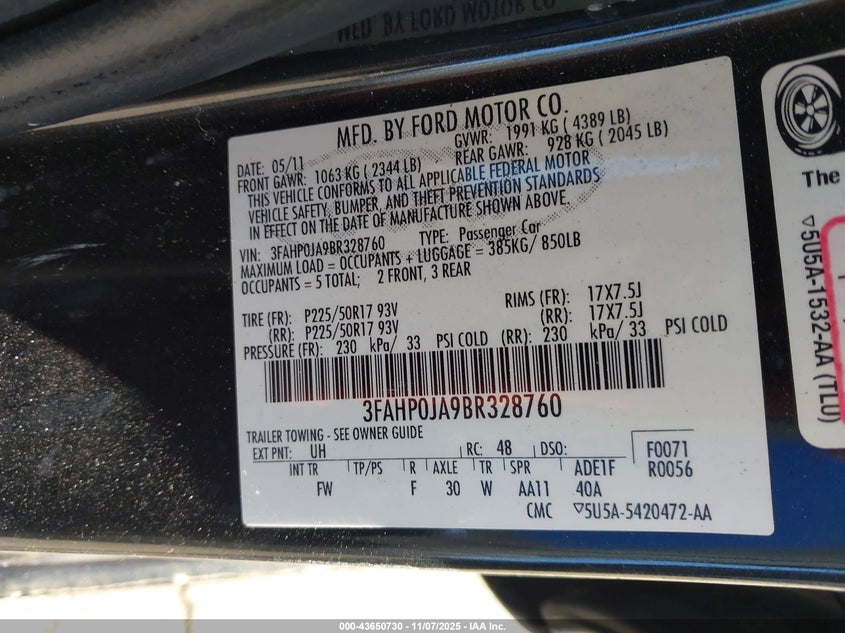 MFD. BY FORD MOTOR CO.
MFD. BY FORD MOTOR CO.
DATE: 05/11 GVWR: 1991 KG ( 4389 LB)
FRONT GAWR: 1063 KG ( 2344 LB) REAR GAWR: 928 KG ( 2045 LB)
THIS VEHICLE CONFORMS TO ALL APPLICABLE FEDERAL MOTOR
VEHICLE SAFETY, BUMPER, AND THEFT PREVENTION STANDARDS
IN EFFECT ON THE DATE OF MANUFACTURE SHOWN ABOVE.
VIN: 3FAHP0JA9BR328760 TYPE: Passenger Car
MAXIMUM LOAD = OCCUPANTS + LUGGAGE = 385KG/ 850LB
OCCUPANTS = 5 TOTAL; 2 FRONT, 3 REAR
TIRE (FR): P225/50R17 93V RIMS (FR): 17X7.5J
(RR): P225/50R17 93V (RR): 17X7.5J
PRESSURE (FR): 230 kPa/ 33 PSI COLD (RR): 230 kPa/ 33 PSI COLD
3FAHP0JA9BR328760
TRAILER TOWING - SEE OWNER GUIDE
EXT PNT: UH RC: 48 DSO: F0071
INT TR TP/PS R AXLE TR SPR ADE1F R0056
FW F 30 W AA11 40A
CMC ▽5U5A-5420472-AA
The
▽5U5A-1532-AA (TLU)
000-43650730 - 11/07/2025 - IAA Inc.